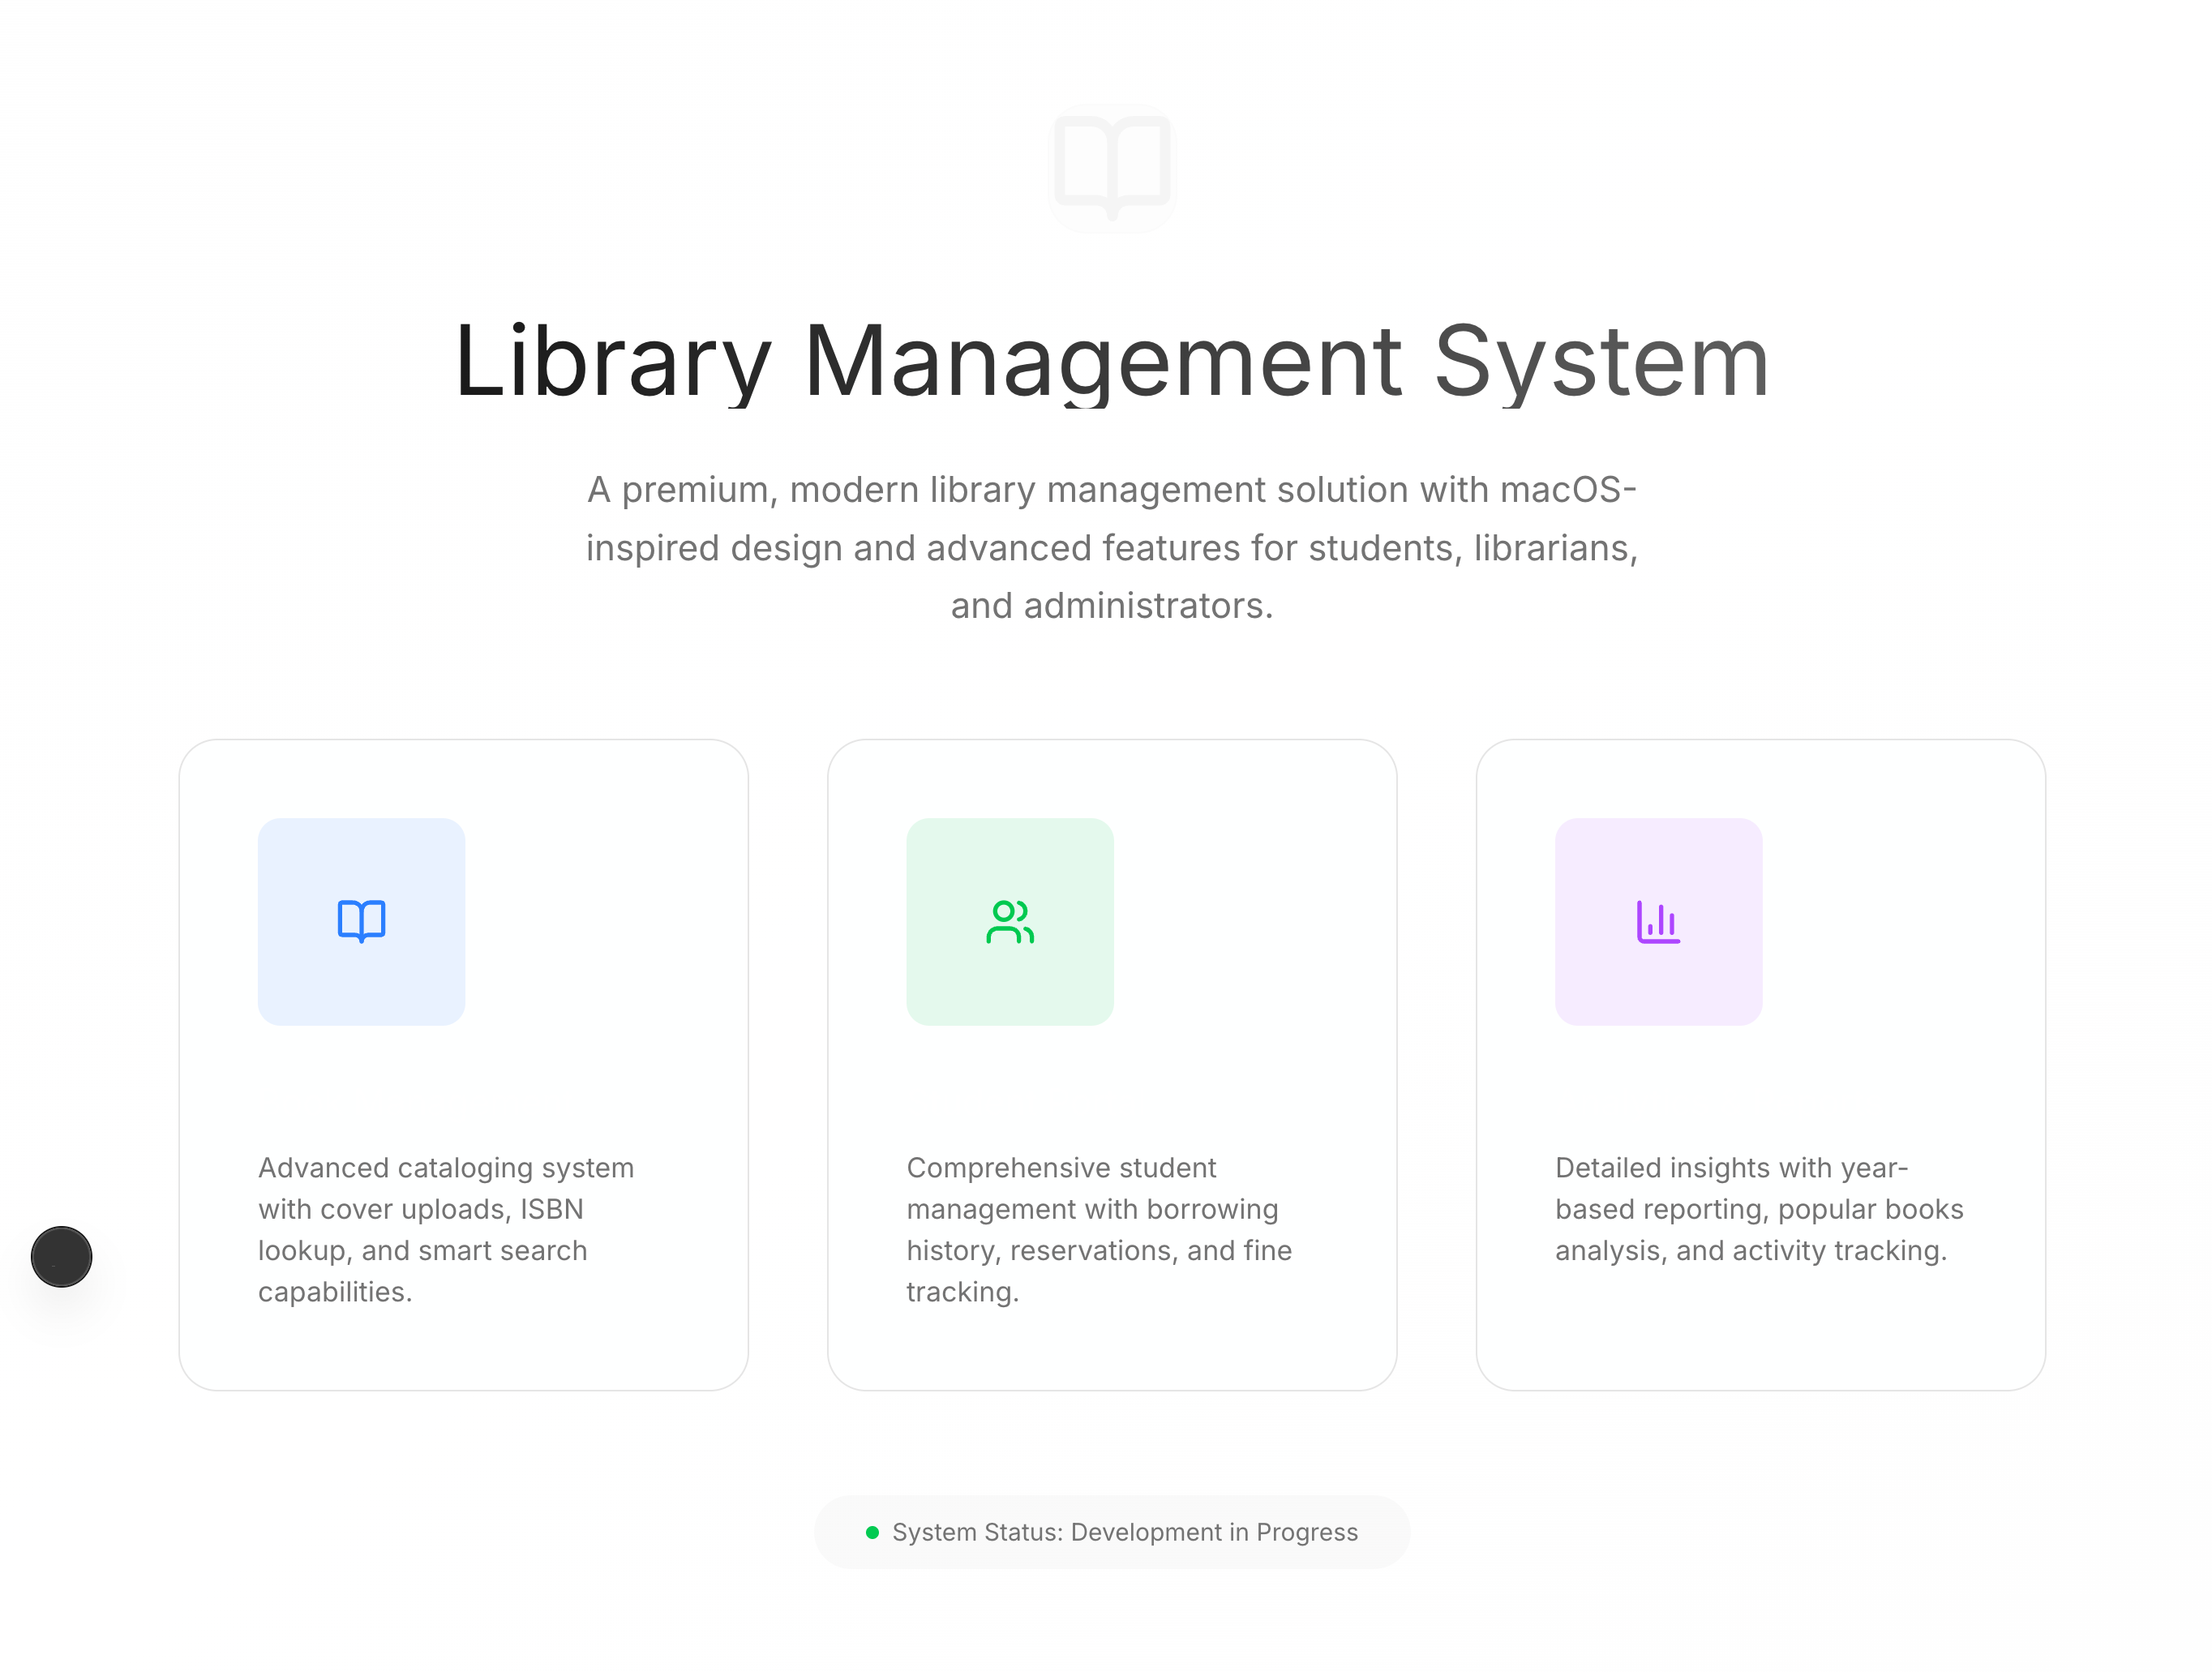 Library Management System
A premium, modern library management solution with macOS-
inspired design and advanced features for students, librarians,
and administrators.
Advanced cataloging system
with cover uploads, ISBN
lookup, and smart search
capabilities.
Comprehensive student
management with borrowing
history, reservations, and fine
tracking.
Detailed insights with year-
based reporting, popular books
analysis, and activity tracking.
System Status: Development in Progress